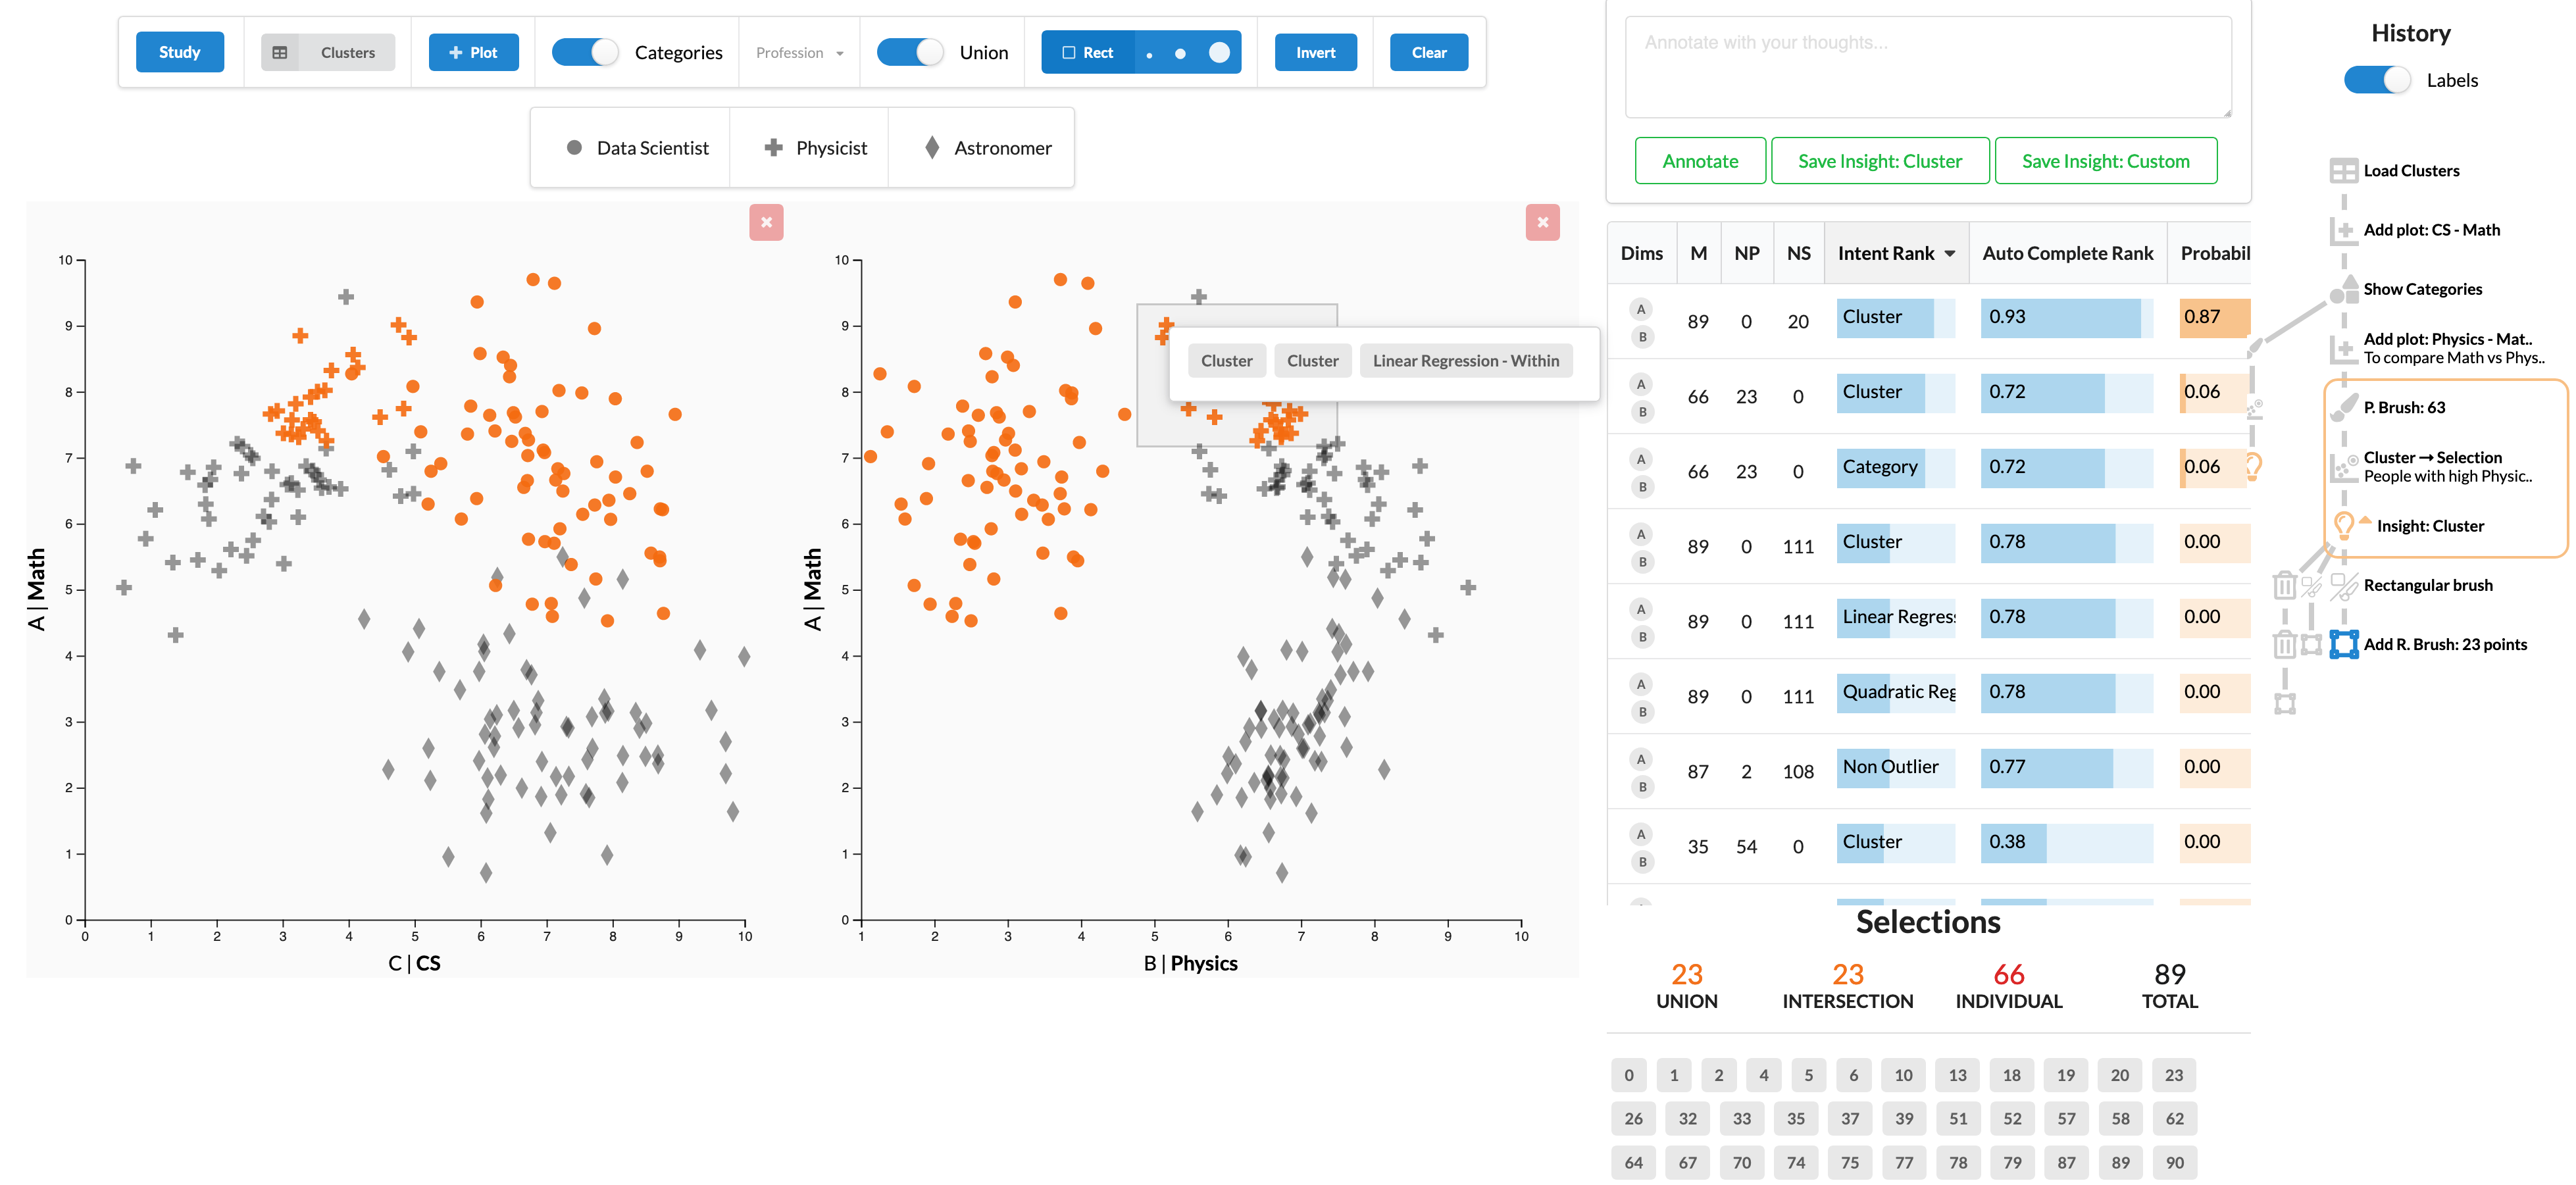 Study
Clusters
Plot
Categories
Profession
Union
Rect
Invert
Clear
Data Scientist
Physicist
Astronomer
10
9
8
7
6
5
4
3
2
1
0
A | Math
0 1 2 3 4 5 6 7 8 9 10
C | CS
10
9
8
7
6
5
4
3
2
1
0
A | Math
1 2 3 4 5 6 7 8 9 10
B | Physics
Cluster Cluster Linear Regression - Within
Annotate with your thoughts...
Annotate Save Insight: Cluster Save Insight: Custom
Dims M NP NS Intent Rank Auto Complete Rank Probabil
A B 89 0 20 Cluster 0.93 0.87
A B 66 23 0 Cluster 0.72 0.06
A B 66 23 0 Category 0.72 0.06
A B 89 0 111 Cluster 0.78 0.00
A B 89 0 111 Linear Regres 0.78 0.00
A B 89 0 111 Quadratic Reg 0.78 0.00
A B 87 2 108 Non Outlier 0.77 0.00
A B 35 54 0 Cluster 0.38 0.00
Selections
23 23 66 89
UNION INTERSECTION INDIVIDUAL TOTAL
0 1 2 4 5 6 10 13 18 19 20 23
26 32 33 35 37 39 51 52 57 58 62
64 67 70 74 75 77 78 79 87 89 90
History
Labels
Load Clusters
Add plot: CS - Math
Show Categories
Add plot: Physics - Mat..
To compare Math vs Phys..
P. Brush: 63
Cluster → Selection
People with high Physic..
Insight: Cluster
Rectangular brush
Add R. Brush: 23 points